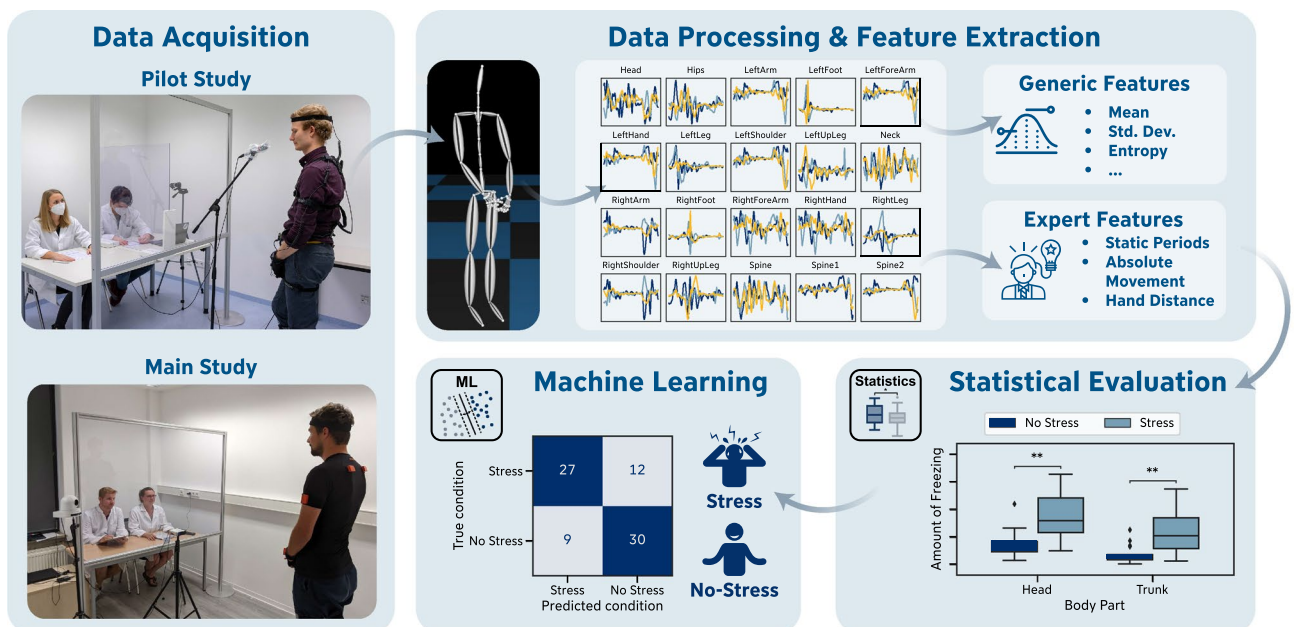 Data Acquisition
Pilot Study
Main Study
Data Processing & Feature Extraction
Head Hips LeftArm LeftFoot LeftForeArm
LeftHand LeftLeg LeftShoulder LeftUpLeg Neck
RightArm RightFoot RightForeArm RightHand RightLeg
RightShoulder RightUpLeg Spine Spine1 Spine2
Generic Features
• Mean
• Std. Dev.
• Entropy
• ...
Expert Features
• Static Periods
• Absolute
Movement
• Hand Distance
ML
Machine Learning
True condition
Stress 27 12
No Stress 9 30
Stress No Stress
Predicted condition
Stress
No-Stress
Statistics
*
Statistical Evaluation
No Stress Stress
Amount of Freezing
** **
Head Trunk
Body Part